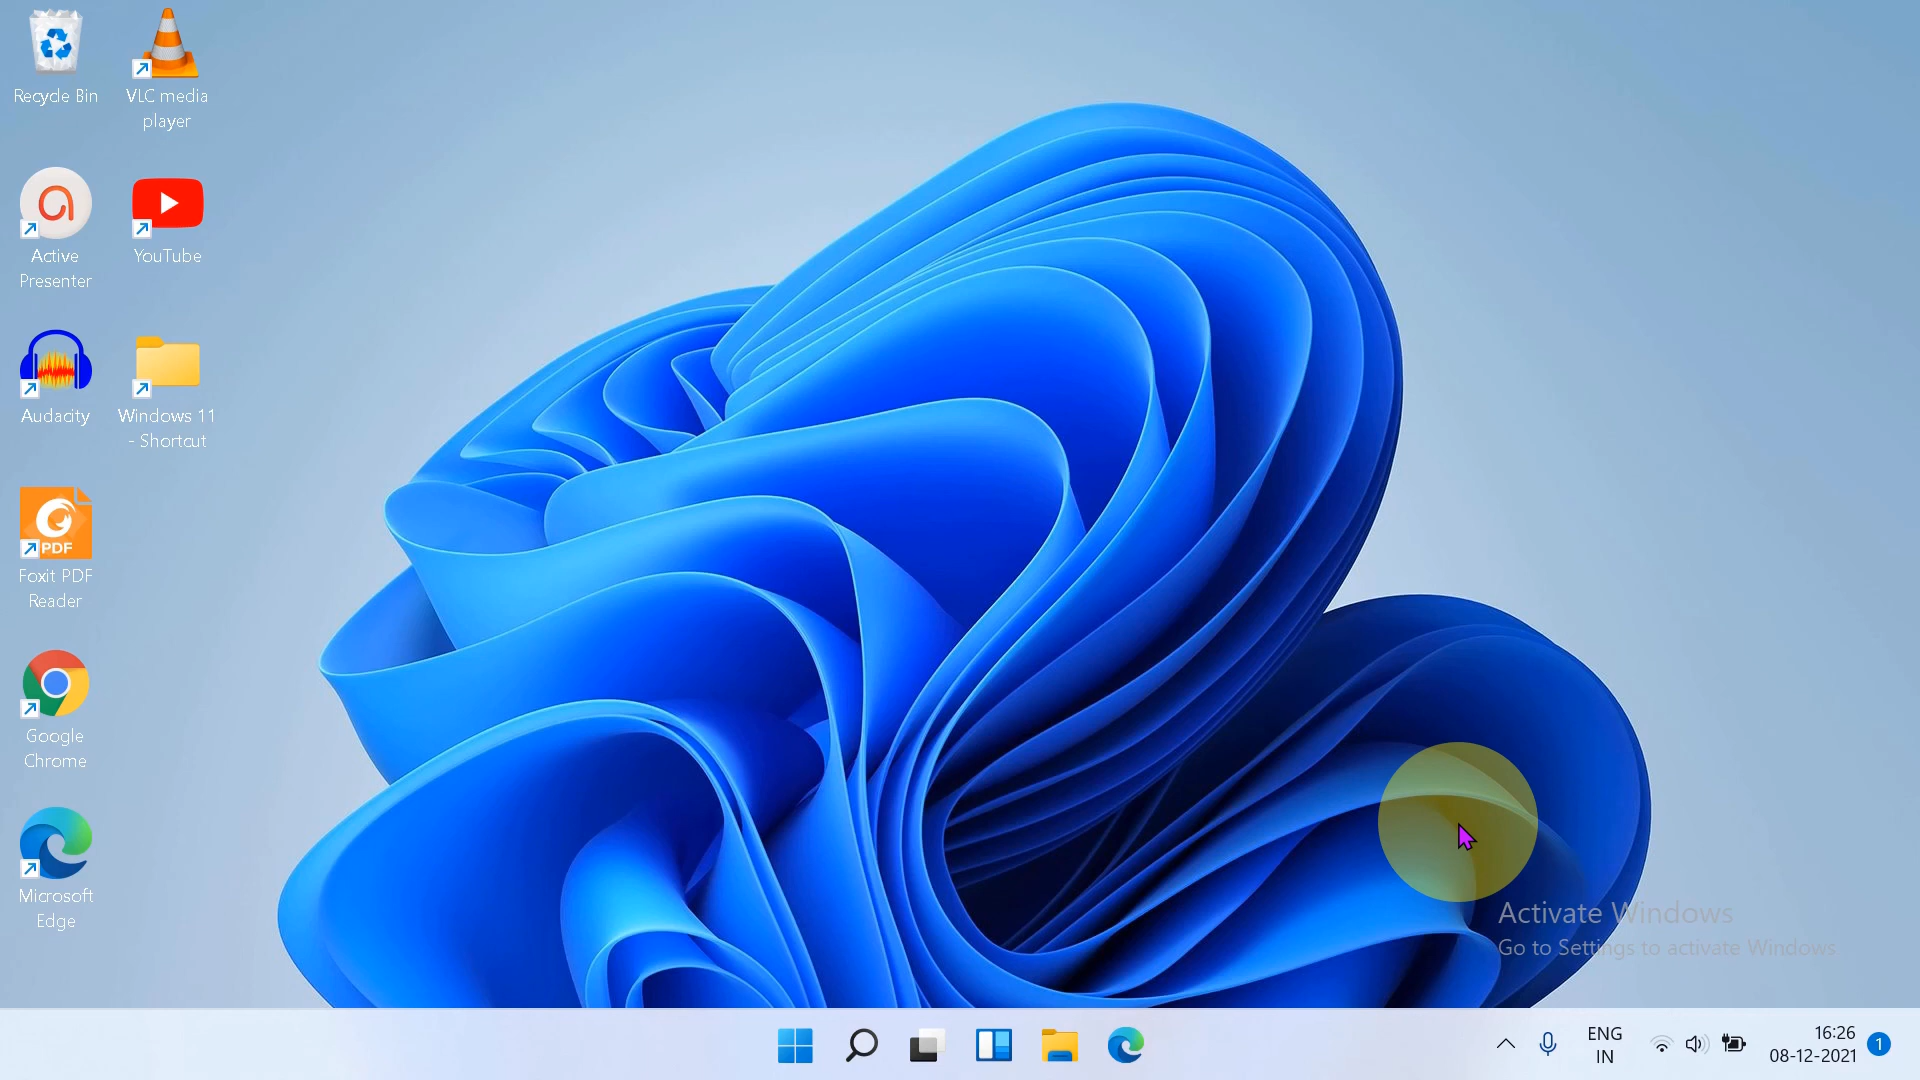 Recycle Bin
VLC media
player
Active
Presenter
YouTube
Audacity
Windows 11
- Shortcut
PDF
Foxit PDF
Reader
Google
Chrome
Microsoft
Edge
Activate Windows
Go to Settings to activate Windows
ENG
IN
16:26
08-12-2021
1